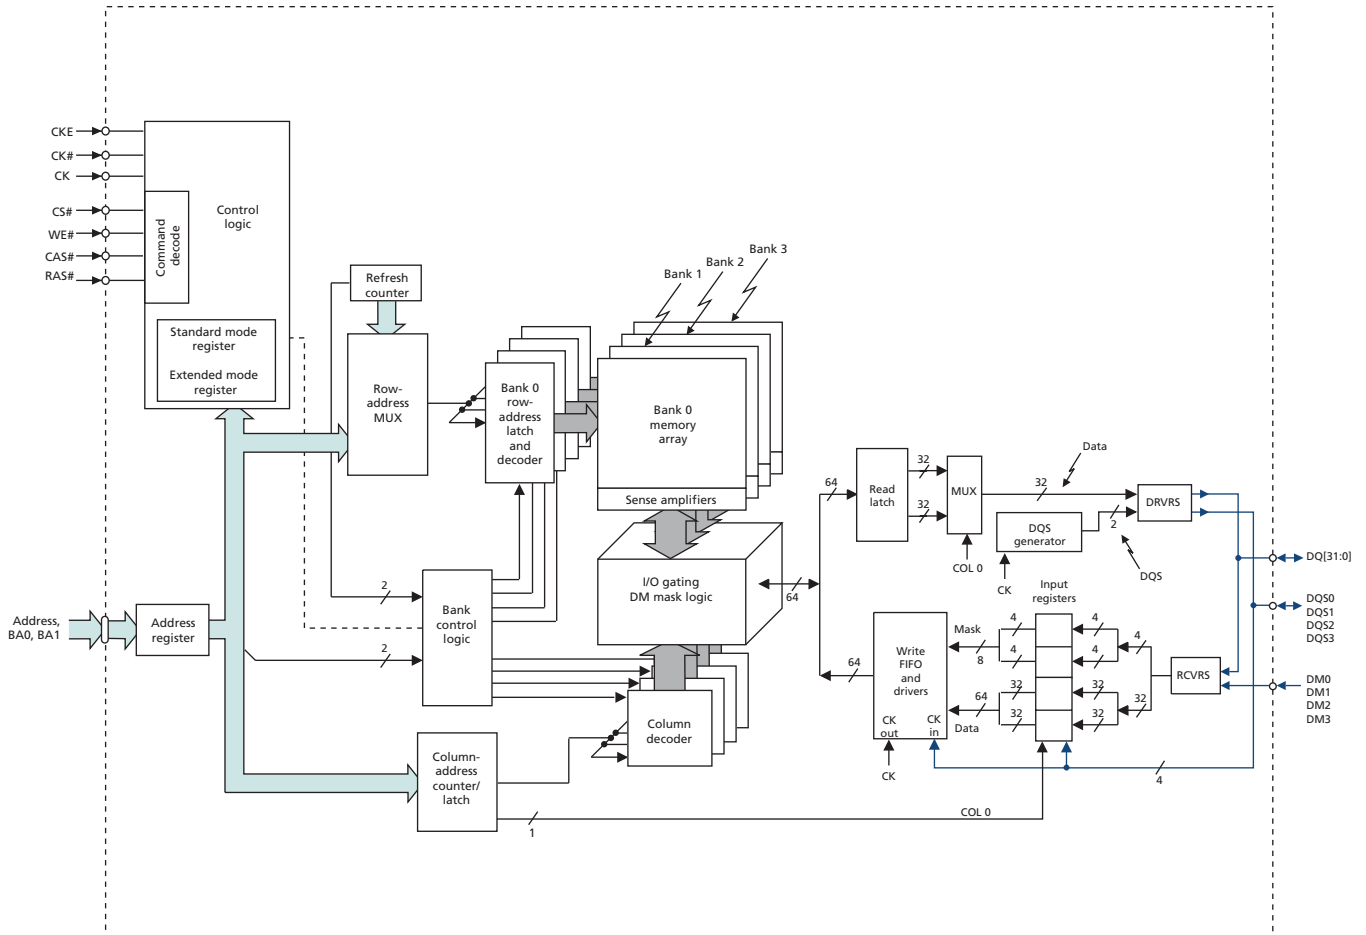 CKE
CK#
CK
CS#
WE#
CAS#
RAS#
Command
decode
Control
logic
Standard mode
register
Extended mode
register
Refresh
counter
Row-
address
MUX
Bank 0
row-
address
latch
and
decoder
Bank 1
Bank 2
Bank 3
Bank 0
memory
array
Sense amplifiers
I/O gating
DM mask logic
Address,
BA0, BA1
Address
register
2
2
Bank
control
logic
Column-
address
counter/
latch
1
COL 0
Column
decoder
64
64
Read
latch
32
32
MUX
COL 0
32
Data
DQS
generator
CK
2
DQS
DRVRS
DQ[31:0]
DQS0
DQS1
DQS2
DQS3
DM0
DM1
DM2
DM3
RCVRS
Input
registers
4
4
4
4
4
32
32
32
32
32
Mask
8
64
Data
64
Write
FIFO
and
drivers
CK
out
CK
in
CK
4